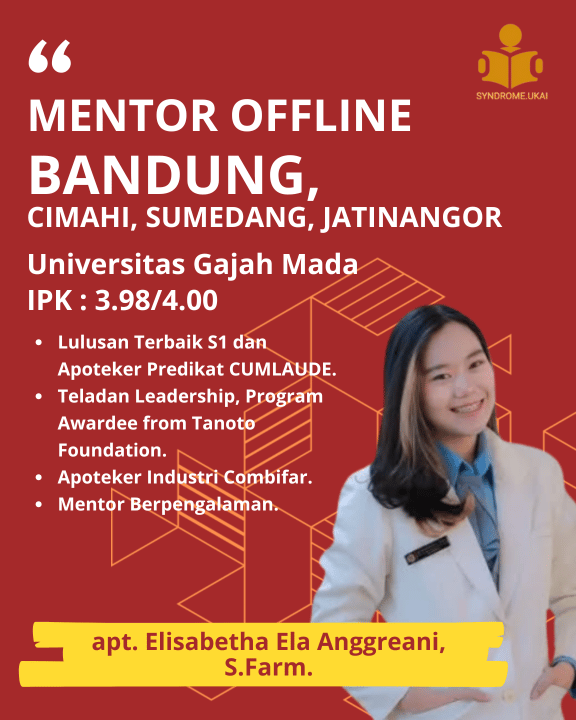 SYNDROME.UKAI
MENTOR OFFLINE
BANDUNG,
CIMAHI, SUMEDANG, JATINANGOR
Universitas Gajah Mada
IPK : 3.98/4.00
• Lulusan Terbaik S1 dan
Apoteker Predikat CUMLAUDE.
• Teladan Leadership, Program
Awardee from Tanoto
Foundation.
• Apoteker Industri Combifar.
• Mentor Berpengalaman.
apt. Elisabetha Ela Anggreani,
S.Farm.